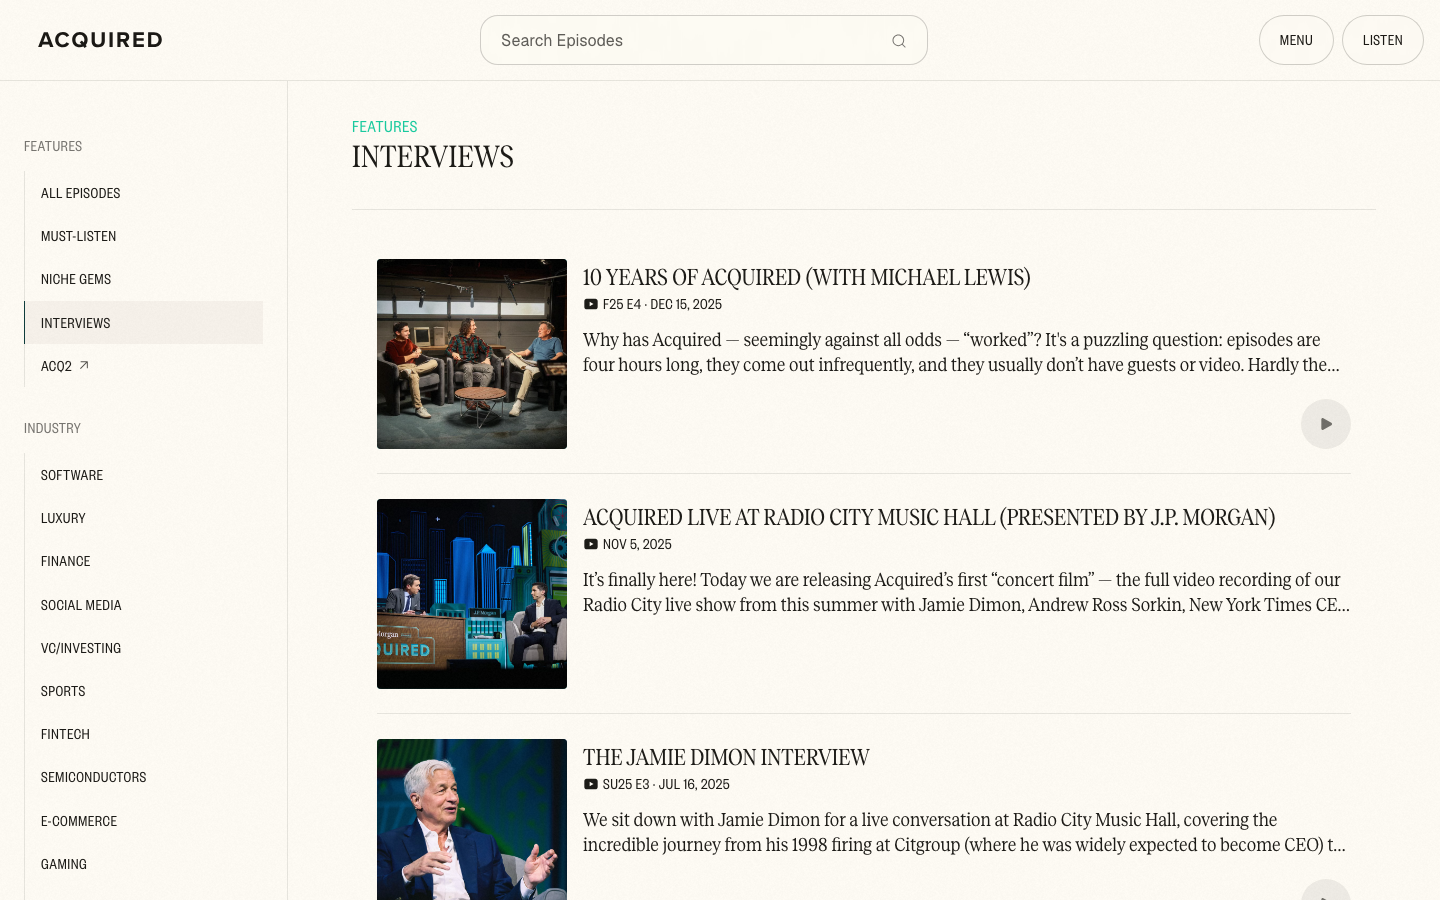 ACQUIRED
Search Episodes
MENU
LISTEN
FEATURES
ALL EPISODES
MUST-LISTEN
NICHE GEMS
INTERVIEWS
ACQ2
INDUSTRY
SOFTWARE
LUXURY
FINANCE
SOCIAL MEDIA
VC/INVESTING
SPORTS
FINTECH
SEMICONDUCTORS
E-COMMERCE
GAMING
FEATURES
INTERVIEWS
10 YEARS OF ACQUIRED (WITH MICHAEL LEWIS)
F25 E4 · DEC 15, 2025
Why has Acquired — seemingly against all odds — “worked”? It's a puzzling question: episodes are
four hours long, they come out infrequently, and they usually don’t have guests or video. Hardly the...
ACQUIRED LIVE AT RADIO CITY MUSIC HALL (PRESENTED BY J.P. MORGAN)
NOV 5, 2025
It’s finally here! Today we are releasing Acquired’s first “concert film” — the full video recording of our
Radio City live show from this summer with Jamie Dimon, Andrew Ross Sorkin, New York Times CE...
J.P.Morgan
Morgan
QUIRED
THE JAMIE DIMON INTERVIEW
SU25 E3 · JUL 16, 2025
We sit down with Jamie Dimon for a live conversation at Radio City Music Hall, covering the
incredible journey from his 1998 firing at Citgroup (where he was widely expected to become CEO) t...